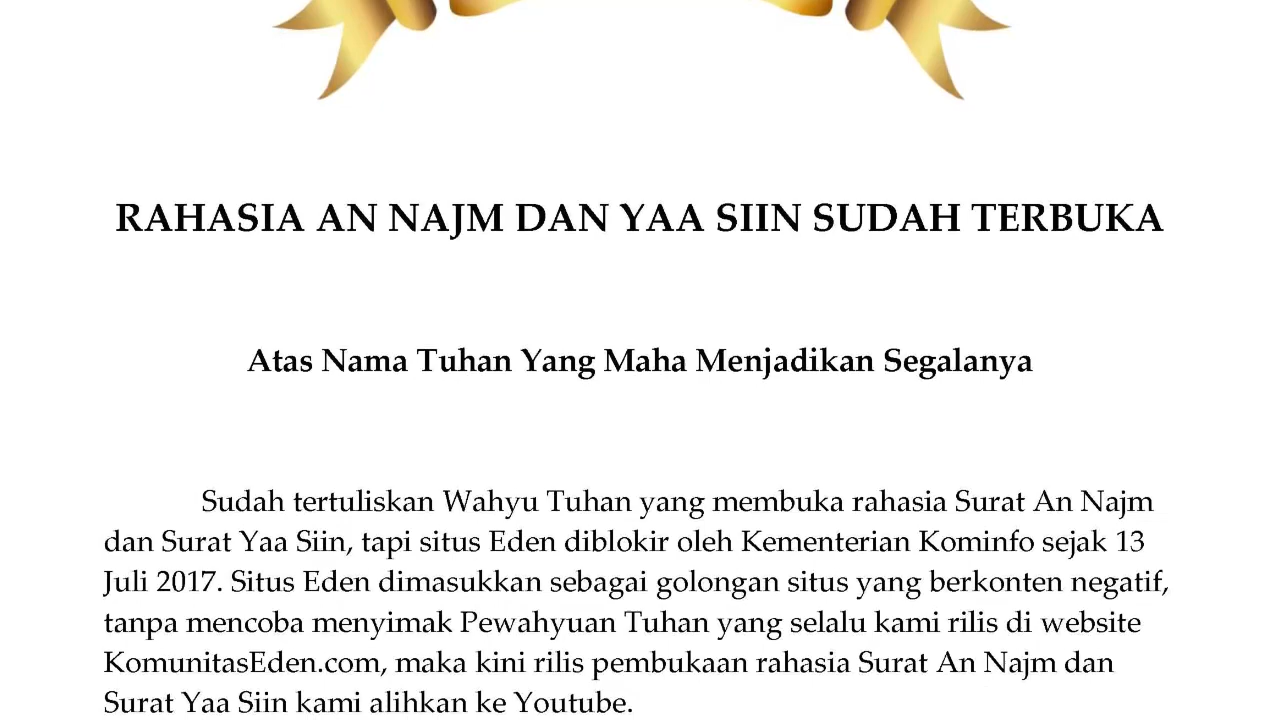 RAHASIA AN NAJM DAN YAA SIIN SUDAH TERBUKA
Atas Nama Tuhan Yang Maha Menjadikan Segalanya
Sudah tertuliskan Wahyu Tuhan yang membuka rahasia Surat An Najm
dan Surat Yaa Siin, tapi situs Eden diblokir oleh Kementerian Kominfo sejak 13
Juli 2017. Situs Eden dimasukkan sebagai golongan situs yang berkonten negatif,
tanpa mencoba menyimak Pewahyuan Tuhan yang selalu kami rilis di website
KomunitasEden.com, maka kini rilis pembukaan rahasia Surat An Najm dan
Surat Yaa Siin kami alihkan ke Youtube.